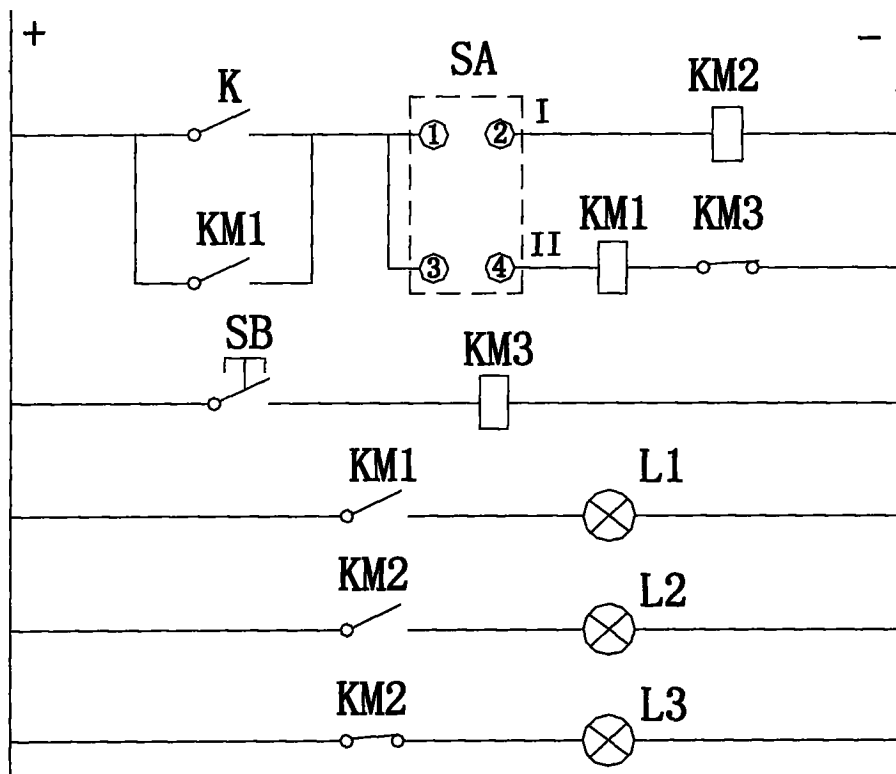 + −
SA
K KM2
① ② I
KM1 KM1 KM3
③ ④ II
SB KM3
KM1 L1
KM2 L2
KM2 L3